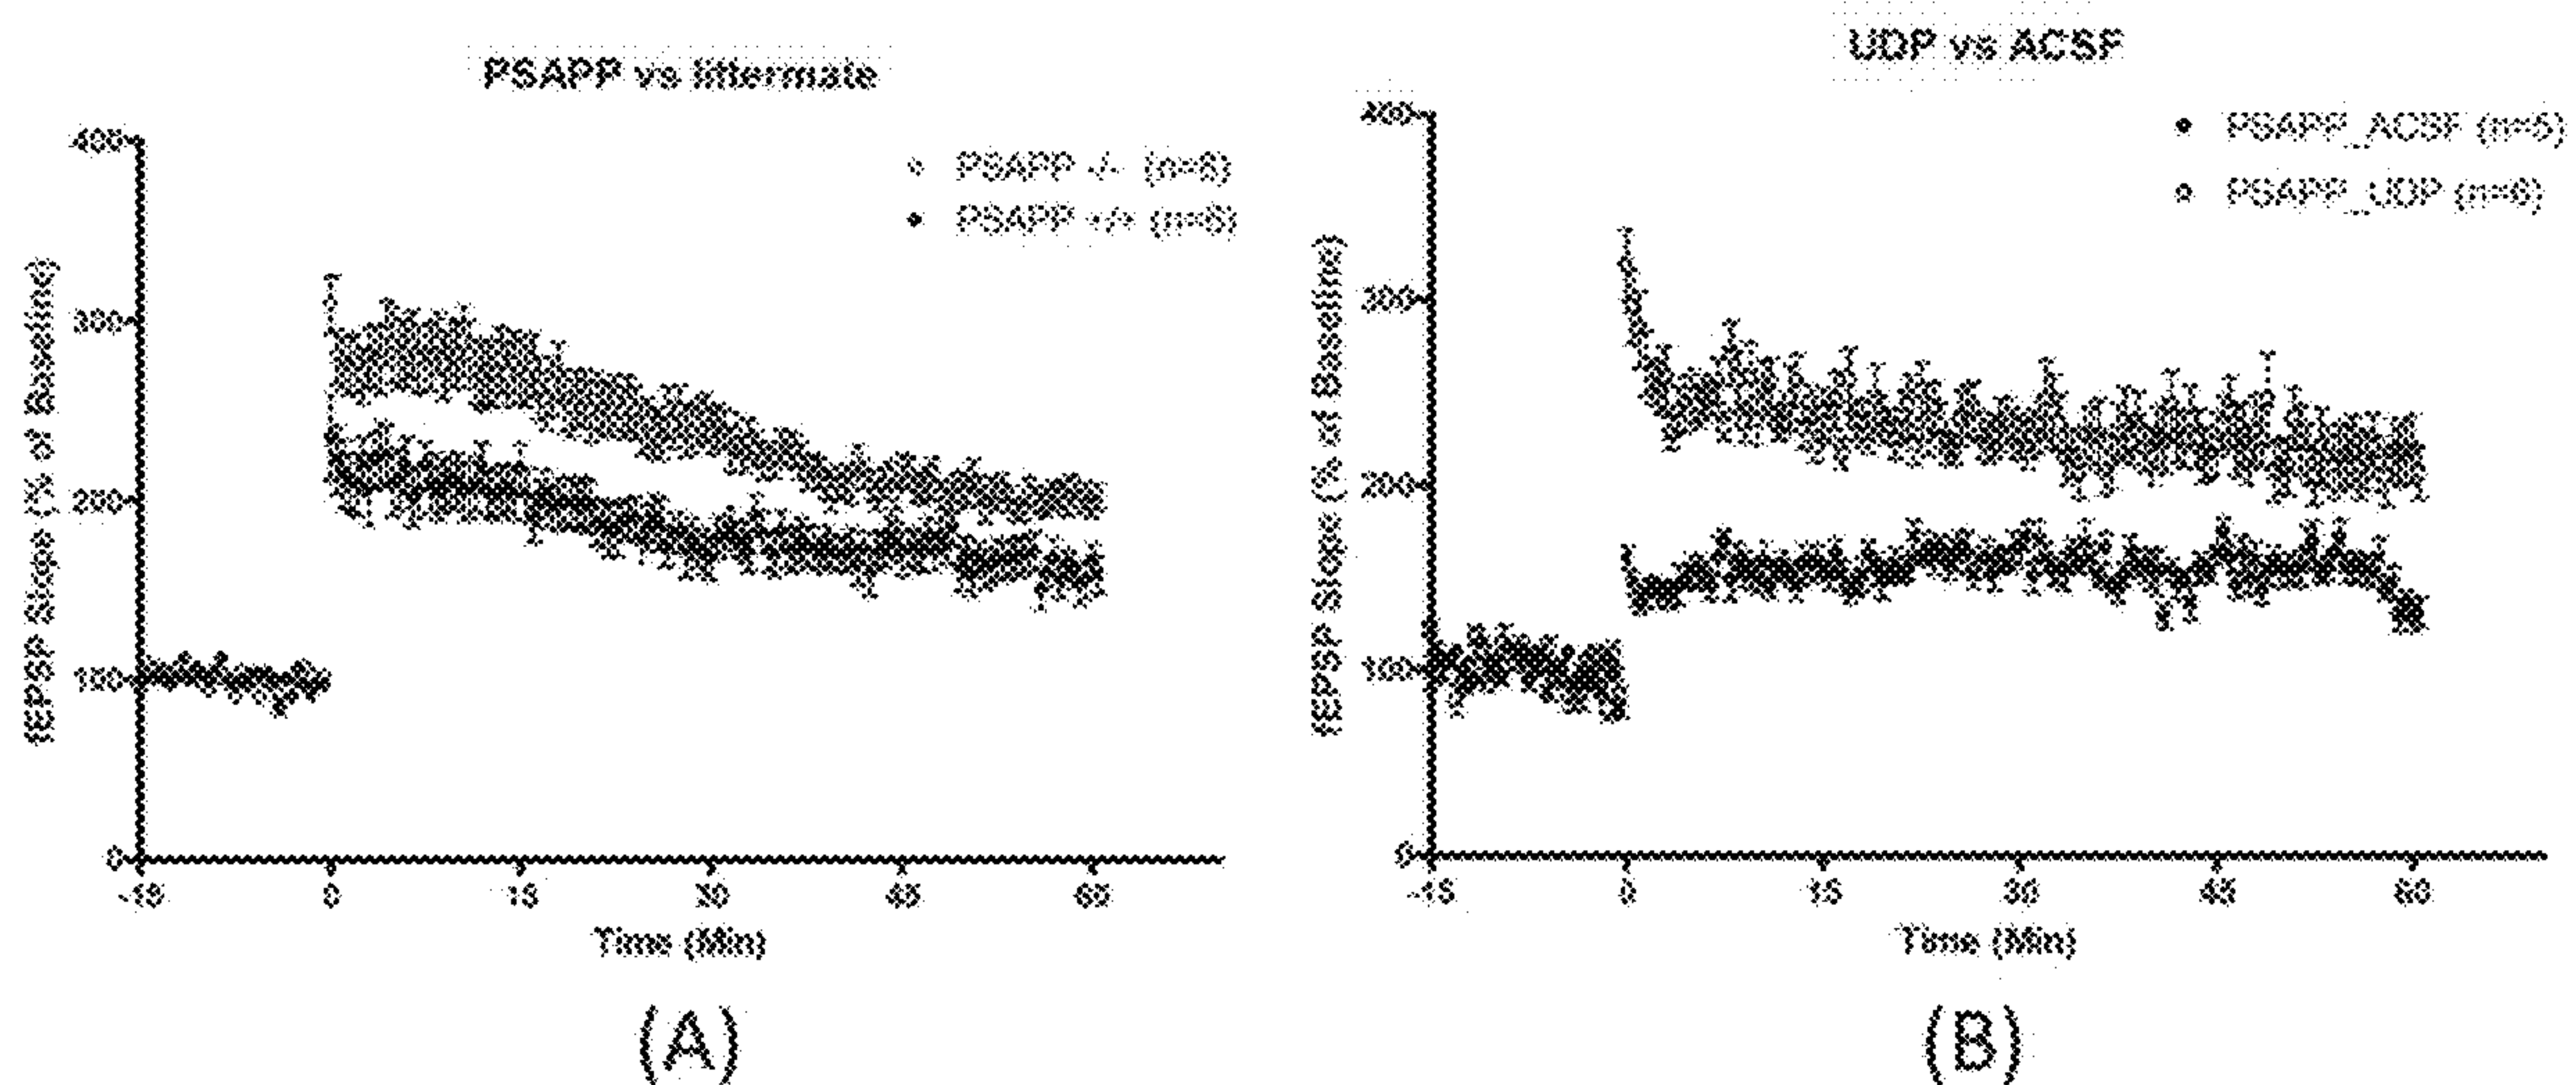 PSAPP vs littermate
fEPSP Slope (% of Baseline)
400
300
200
100
0
PSAPP -/- (n=6)
PSAPP +/+ (n=6)
-15
0
15
30
45
60
Time (Min)
(A)
UDP vs ACSF
fEPSP Slope (% of Baseline)
400
300
200
100
0
PSAPP_ACSF (n=5)
PSAPP_UDP (n=6)
-15
0
15
30
45
60
Time (Min)
(B)